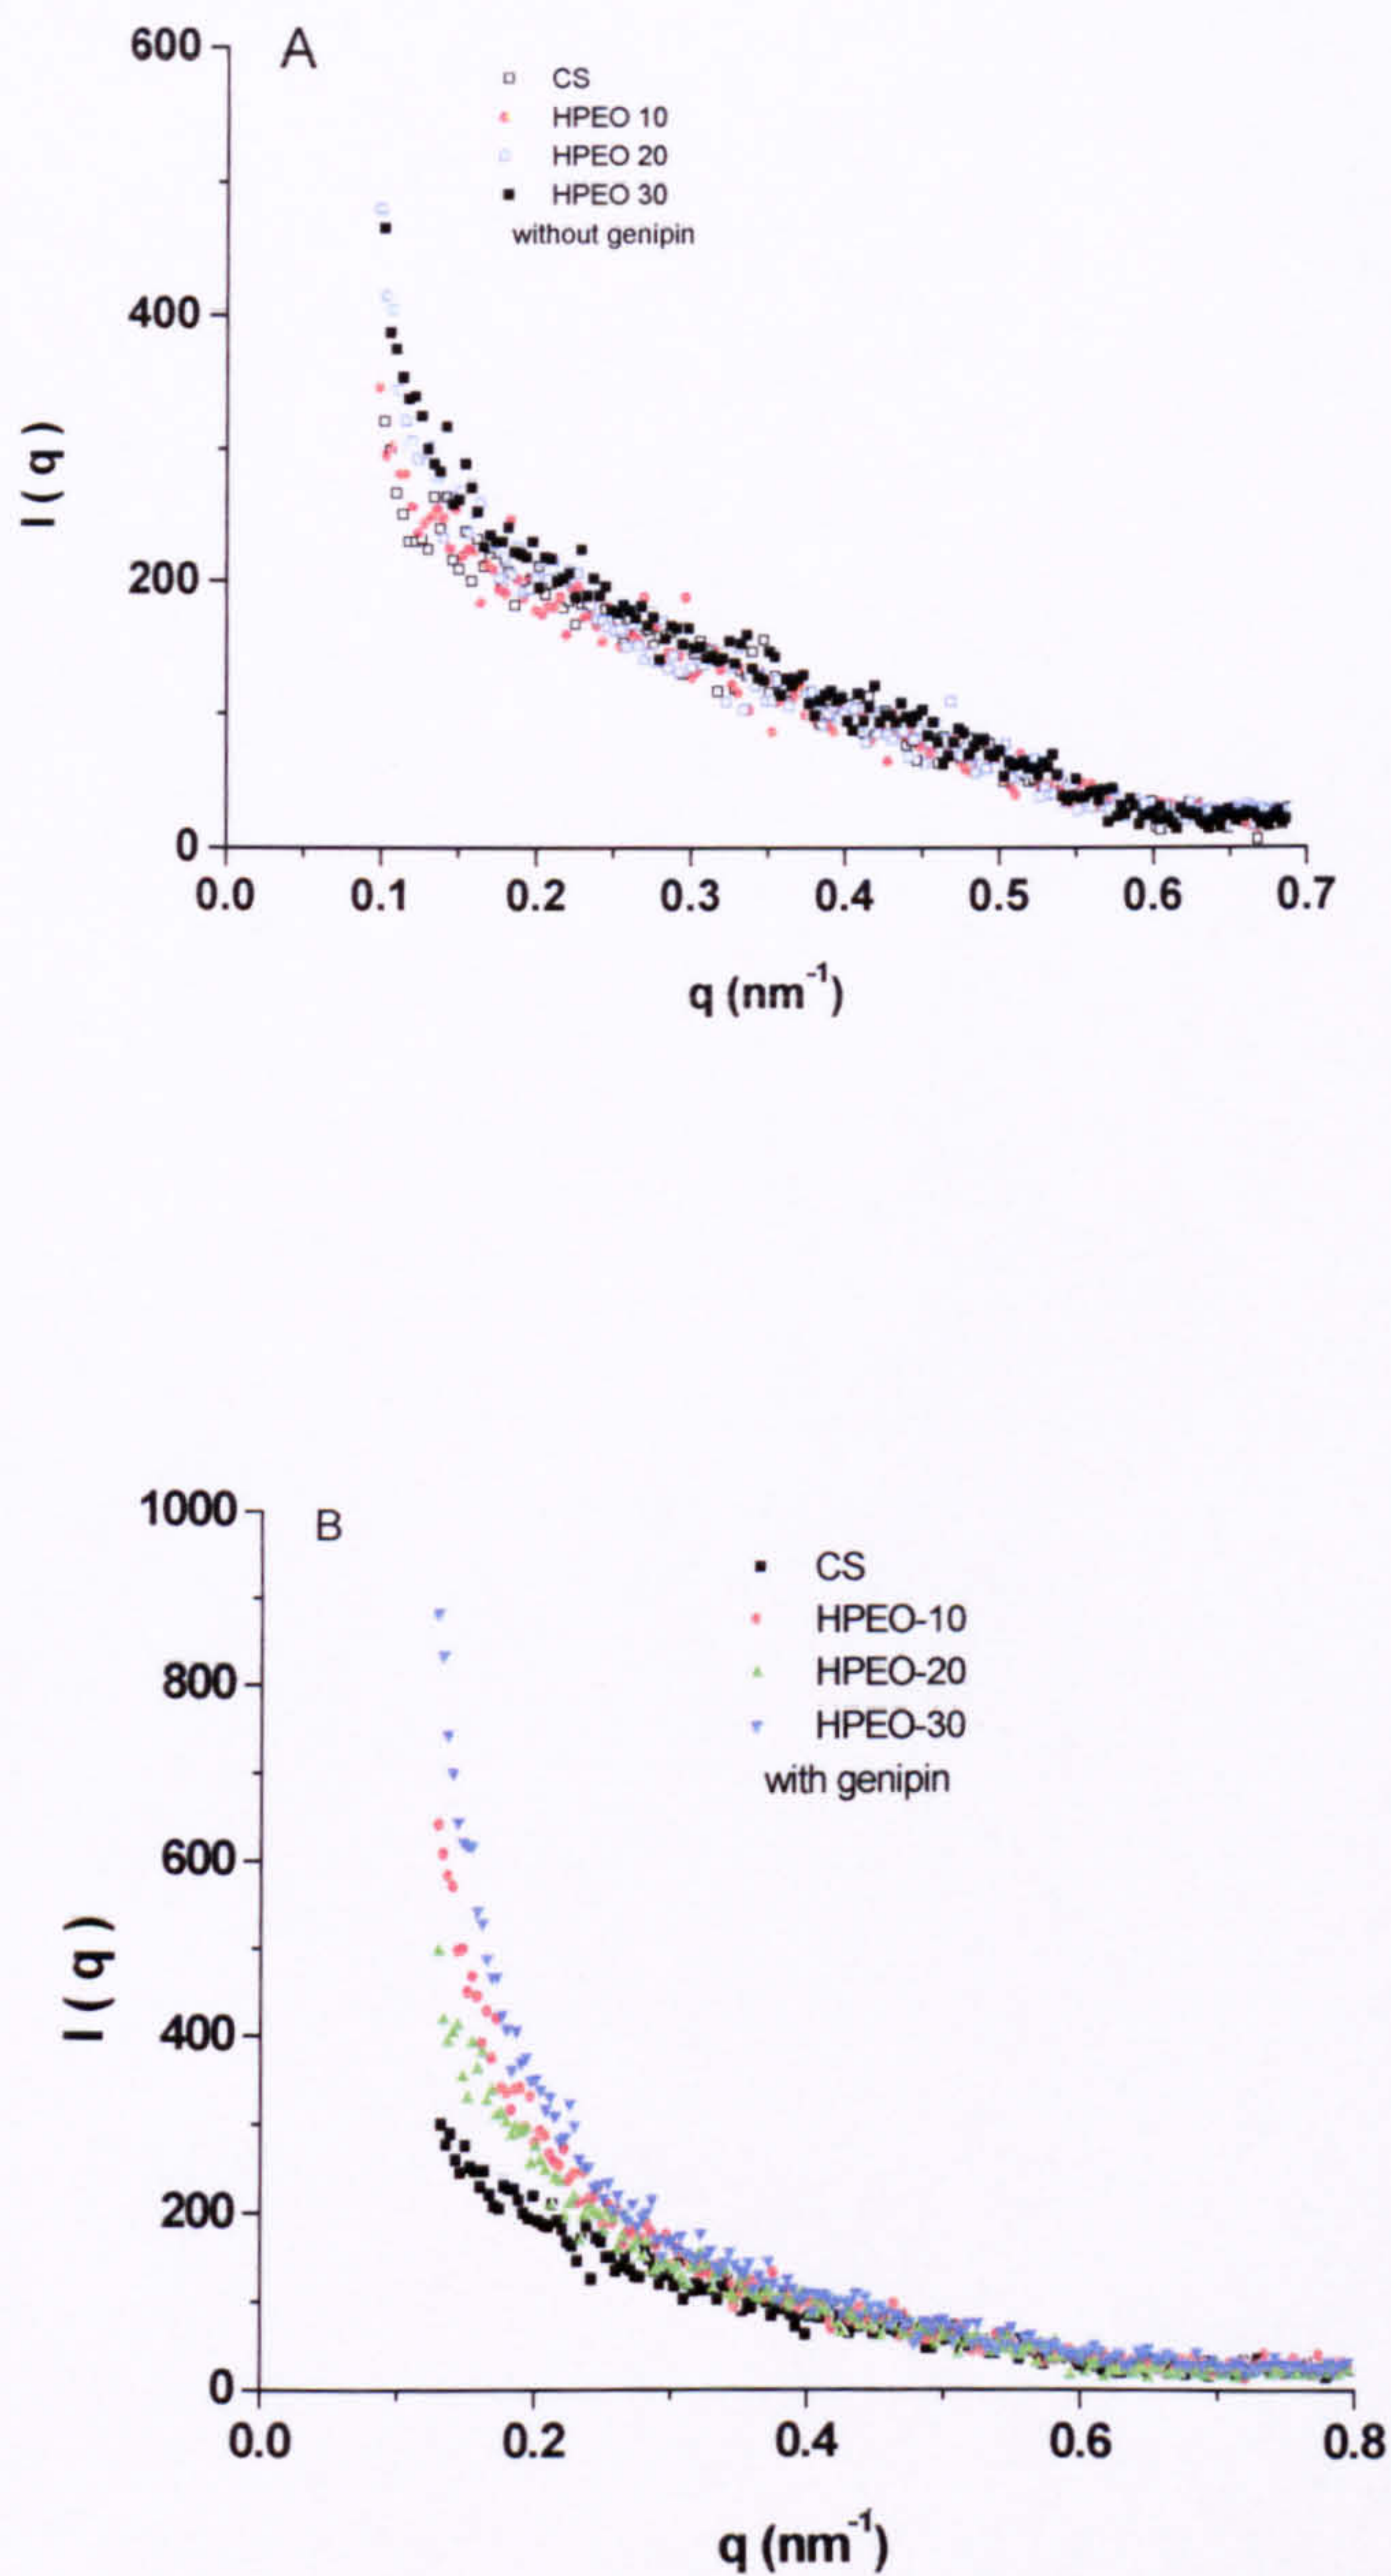 A
600
400
200
0
I ( q )
CS
HPEO 10
HPEO 20
HPEO 30
without genipin
0.0 0.1 0.2 0.3 0.4 0.5 0.6 0.7
q (nm⁻¹)
B
1000
800
600
400
200
0
I ( q )
CS
HPEO-10
HPEO-20
HPEO-30
with genipin
0.0 0.2 0.4 0.6 0.8
q (nm⁻¹)